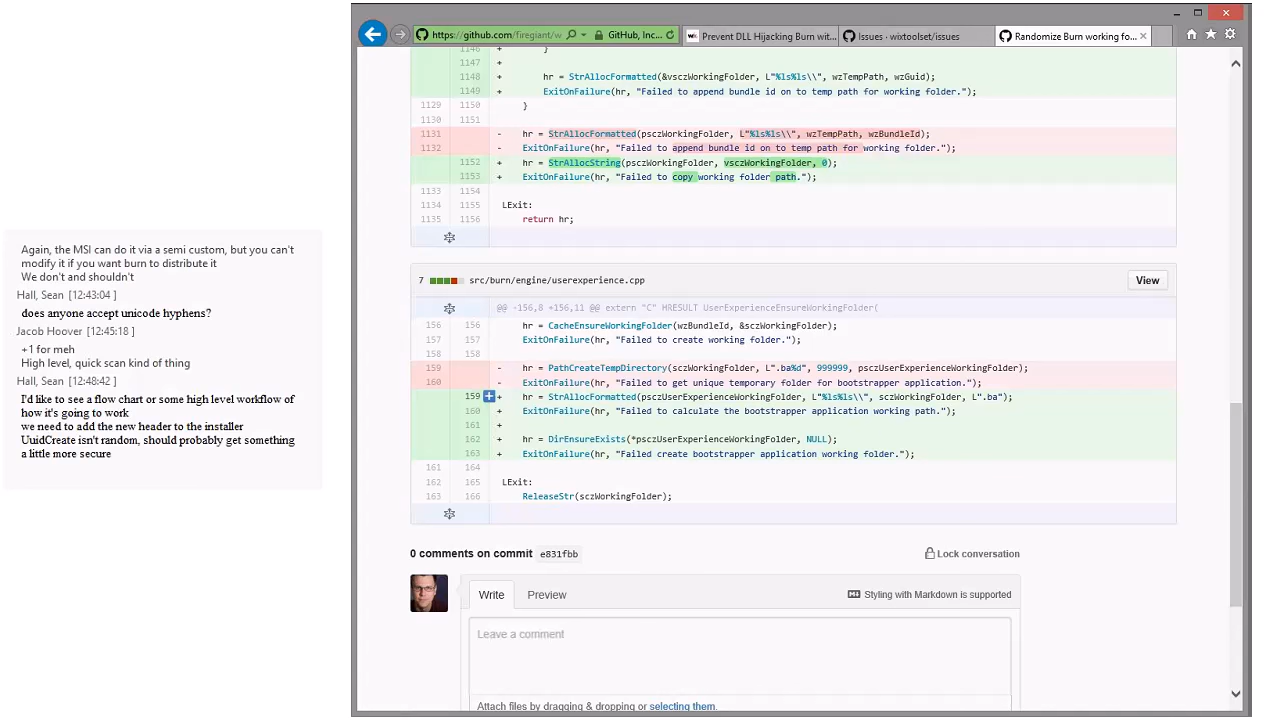 Again, the MSI can do it via a semi custom, but you can't
modify it if you want burn to distribute it
We don't and shouldn't
Hall, Sean [12:43:04 ]
does anyone accept unicode hyphens?
Jacob Hoover [12:45:18 ]
+1 for meh
High level, quick scan kind of thing
Hall, Sean [12:48:42 ]
I'd like to see a flow chart or some high level workflow of
how it's going to work
we need to add the new header to the installer
UuidCreate isn't random, should probably get something
a little more secure
https://github.com/firegiant/w GitHub, Inc... Prevent DLL Hijacking Burn wit... Issues · wixtoolset/issues Randomize Burn working fo... ×
1146 + }
1147 +
1148 + hr = StrAllocFormatted(&vsczWorkingFolder, L"%ls%ls\\", wzTempPath, wzGuid);
1149 + ExitOnFailure(hr, "Failed to append bundle id on to temp path for working folder.");
1129 1150 }
1130 1151
1131 - hr = StrAllocFormatted(psczWorkingFolder, L"%ls%ls\\", wzTempPath, wzBundleId);
1132 - ExitOnFailure(hr, "Failed to append bundle id on to temp path for working folder.");
1152 + hr = StrAllocString(psczWorkingFolder, vsczWorkingFolder, 0);
1153 + ExitOnFailure(hr, "Failed to copy working folder path.");
1133 1154
1134 1155 LExit:
1135 1156 return hr;
7 src/burn/engine/userexperience.cpp View
@@ -156,8 +156,11 @@ extern "C" HRESULT UserExperienceEnsureWorkingFolder(
156 156 hr = CacheEnsureWorkingFolder(wzBundleId, &sczWorkingFolder);
157 157 ExitOnFailure(hr, "Failed to create working folder.");
158 158
159 - hr = PathCreateTempDirectory(sczWorkingFolder, L".ba%d", 999999, psczUserExperienceWorkingFolder);
160 - ExitOnFailure(hr, "Failed to get unique temporary folder for bootstrapper application.");
159 + hr = StrAllocFormatted(psczUserExperienceWorkingFolder, L"%ls%ls\\", sczWorkingFolder, L".ba");
160 + ExitOnFailure(hr, "Failed to calculate the bootstrapper application working path.");
161 +
162 + hr = DirEnsureExists(*psczUserExperienceWorkingFolder, NULL);
163 + ExitOnFailure(hr, "Failed create bootstrapper application working folder.");
161 164
162 165 LExit:
163 166 ReleaseStr(sczWorkingFolder);
0 comments on commit e831fbb Lock conversation
Write Preview Styling with Markdown is supported
Leave a comment
Attach files by dragging & dropping or selecting them.